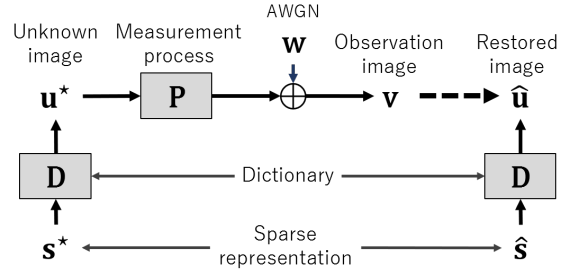 AWGN
Unknown image
Measurement process
w
Observation image
Restored image
u⋆
P
v
û
D
Dictionary
D
s⋆
Sparse representation
ŝ